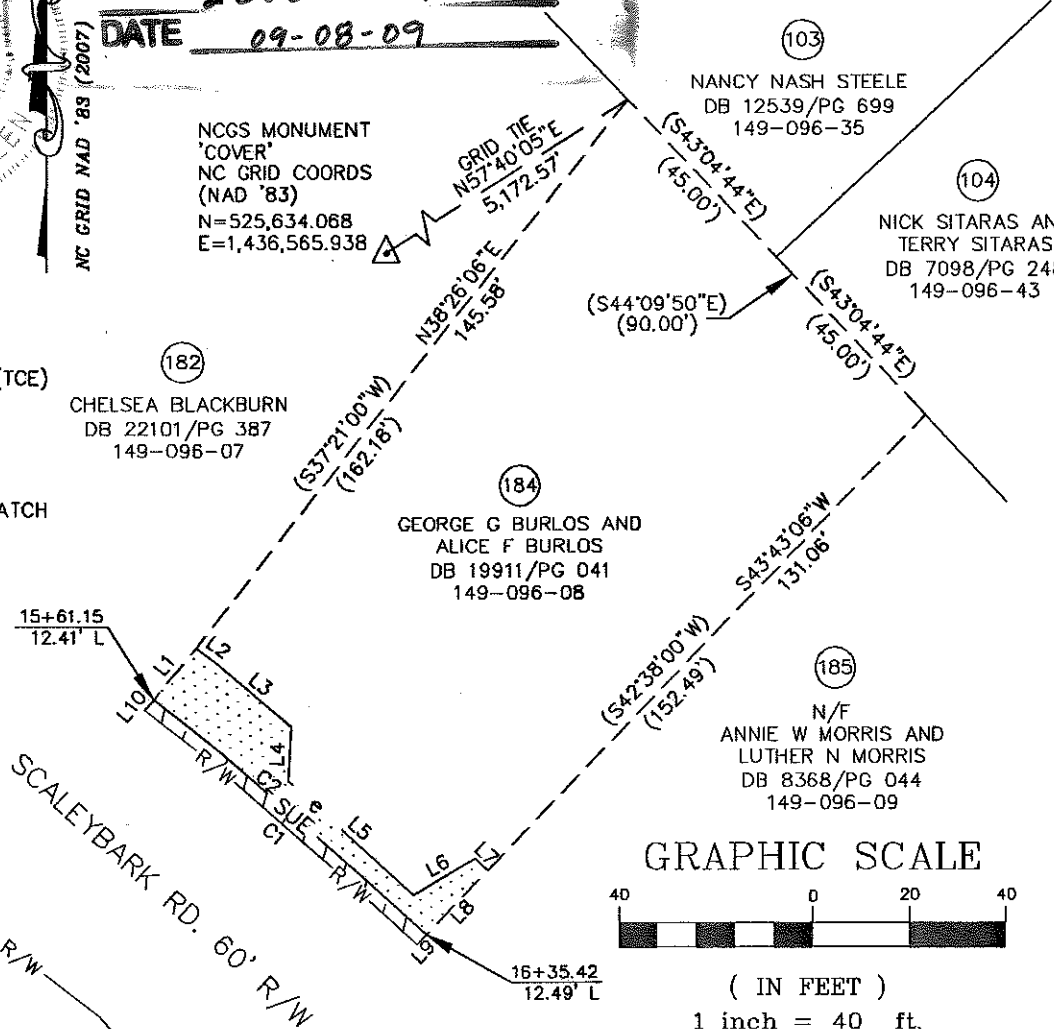 DATE 09-08-09
NC GRID NAD '83 (2007)
NCGS MONUMENT
'COVER'
NC GRID COORDS
(NAD '83)
N=525,634.068
E=1,436,565.938
GRID TIE
N57°40'05"E
5,172.57'
103
NANCY NASH STEELE
DB 12539/PG 699
149-096-35
(S43°04'44"E)
(45.00')
104
NICK SITARAS AN
TERRY SITARAS
DB 7098/PG 248
149-096-43
(S44°09'50"E)
(90.00')
(S43°04'44"E)
(45.00')
N38°26'06"E
145.58'
(S37°21'00"W)
(162.18')
(TCE)
182
CHELSEA BLACKBURN
DB 22101/PG 387
149-096-07
ATCH
184
GEORGE G BURLOS AND
ALICE F BURLOS
DB 19911/PG 041
149-096-08
S43°43'06"W
131.06'
(S42°38'00"W)
(152.49')
15+61.15
12.41' L
L1
L2
L3
L4
L10
R/W
C2
SUE
C1
L5
L6
L7
L8
R/W
L9
185
N/F
ANNIE W MORRIS AND
LUTHER N MORRIS
DB 8368/PG 044
149-096-09
16+35.42
12.49' L
SCALEYBARK RD. 60' R/W
R/W
GRAPHIC SCALE
40 0 20 40
( IN FEET )
1 inch = 40 ft.